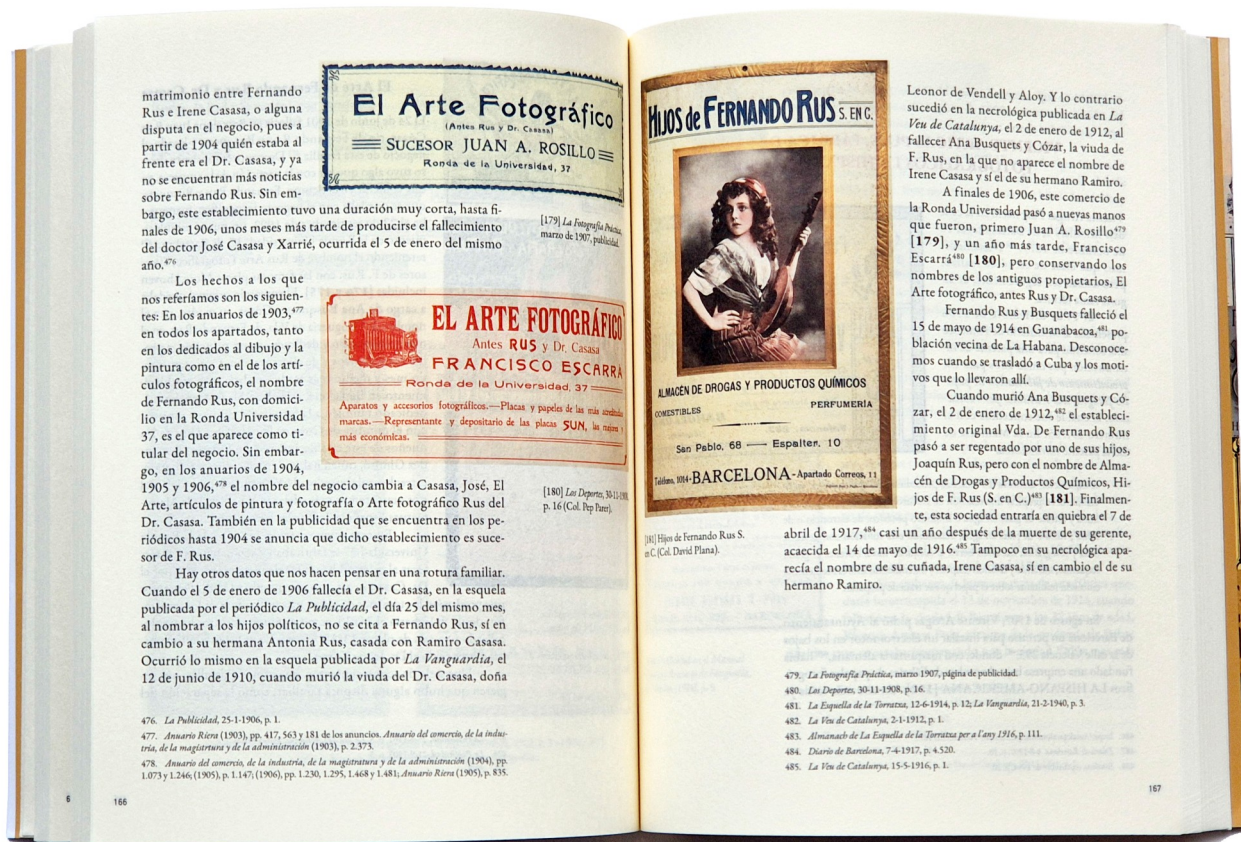 matrimonio entre Fernando
Rus e Irene Casasa, o alguna
disputa en el negocio, pues a
partir de 1904 quién estaba al
frente era el Dr. Casasa, y ya
no se encuentran más noticias
sobre Fernando Rus. Sin em-
bargo, este establecimiento tuvo una duración muy corta, hasta fi-
nales de 1906, unos meses más tarde de producirse el fallecimiento
del doctor José Casasa y Xarrié, ocurrida el 5 de enero del mismo
año.476
Los hechos a los que
nos referíamos son los siguien-
tes: En los anuarios de 1903,477
en todos los apartados, tanto
en los dedicados al dibujo y la
pintura como en el de los artí-
culos fotográficos, el nombre
de Fernando Rus, con domici-
lio en la Ronda Universidad
37, es el que aparece como ti-
tular del negocio. Sin embar-
go, en los anuarios de 1904,
1905 y 1906,478 el nombre del negocio cambia a Casasa, José, El
Arte, artículos de pintura y fotografía o Arte fotográfico Rus del
Dr. Casasa. También en la publicidad que se encuentra en los pe-
riódicos hasta 1904 se anuncia que dicho establecimiento es suce-
sor de F. Rus.
Hay otros datos que nos hacen pensar en una rotura familiar.
Cuando el 5 de enero de 1906 fallecía el Dr. Casasa, en la esquela
publicada por el periódico La Publicidad, el día 25 del mismo mes,
al nombrar a los hijos políticos, no se cita a Fernando Rus, sí en
cambio a su hermana Antonia Rus, casada con Ramiro Casasa.
Ocurrió lo mismo en la esquela publicada por La Vanguardia, el
12 de junio de 1910, cuando murió la viuda del Dr. Casasa, doña
El Arte Fotográfico
(Antes Rus y Dr. Casasa)
SUCESOR JUAN A. ROSILLO
Ronda de la Universidad, 37
[179] La Fotografía Práctica,
marzo de 1907, publicidad.
EL ARTE FOTOGRÁFICO
Antes RUS y Dr. Casasa
FRANCISCO ESCARRÁ
Ronda de la Universidad, 37
Aparatos y accesorios fotográficos.—Placas y papeles de las más acreditadas
marcas.—Representante y depositario de las placas SUN, las mejores y
más económicas.
[180] Los Deportes, 30-11-1908,
p. 16 (Col. Pep Parer).
476. La Publicidad, 25-1-1906, p. 1.
477. Anuario Riera (1903), pp. 417, 563 y 181 de los anuncios. Anuario del comercio, de la indus-
tria, de la magistrtura y de la administración (1903), p. 2.373.
478. Anuario del comercio, de la industria, de la magistratura y de la administración (1904), pp.
1.073 y 1.246; (1905), p. 1.147; (1906), pp. 1.230, 1.295, 1.468 y 1.481; Anuario Riera (1905), p. 835.
6
166
HIJOS de FERNANDO RUS S. EN C.
ALMACÉN DE DROGAS Y PRODUCTOS QUÍMICOS
COMESTIBLES PERFUMERÍA
San Pablo, 68 — Espalter, 10
Teléfono, 1014 - BARCELONA - Apartado Correos, 11
[181] Hijos de Fernando Rus S.
en C. (Col. David Plana).
Leonor de Vendell y Aloy. Y lo contrario
sucedió en la necrológica publicada en La
Veu de Catalunya, el 2 de enero de 1912, al
fallecer Ana Busquets y Cózar, la viuda de
F. Rus, en la que no aparece el nombre de
Irene Casasa y sí el de su hermano Ramiro.
A finales de 1906, este comercio de
la Ronda Universidad pasó a nuevas manos
que fueron, primero Juan A. Rosillo479
[179], y un año más tarde, Francisco
Escarrá480 [180], pero conservando los
nombres de los antiguos propietarios, El
Arte fotográfico, antes Rus y Dr. Casasa.
Fernando Rus y Busquets falleció el
15 de mayo de 1914 en Guanabacoa,481 po-
blación vecina de La Habana. Desconoce-
mos cuando se trasladó a Cuba y los moti-
vos que lo llevaron allí.
Cuando murió Ana Busquets y Có-
zar, el 2 de enero de 1912,482 el estableci-
miento original Vda. De Fernando Rus
pasó a ser regentado por uno de sus hijos,
Joaquín Rus, pero con el nombre de Alma-
cén de Drogas y Productos Químicos, Hi-
jos de F. Rus (S. en C.)483 [181]. Finalmen-
te, esta sociedad entraría en quiebra el 7 de
abril de 1917,484 casi un año después de la muerte de su gerente,
acaecida el 14 de mayo de 1916.485 Tampoco en su necrológica apa-
recía el nombre de su cuñada, Irene Casasa, sí en cambio el de su
hermano Ramiro.
479. La Fotografía Práctica, marzo 1907, página de publicidad.
480. Los Deportes, 30-11-1908, p. 16.
481. La Esquella de la Torratxa, 12-6-1914, p. 12; La Vanguardia, 21-2-1940, p. 3.
482. La Veu de Catalunya, 2-1-1912, p. 1.
483. Almanach de La Esquella de la Torratxa per a l'any 1916, p. 111.
484. Diario de Barcelona, 7-4-1917, p. 4.520.
485. La Veu de Catalunya, 15-5-1916, p. 1.
167